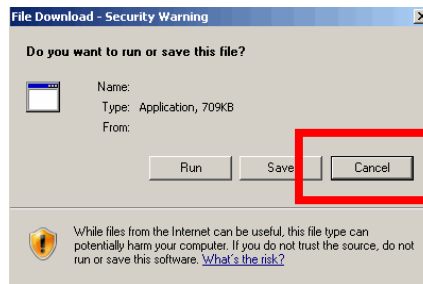 File Download - Security Warning
Do you want to run or save this file?
Name:
Type: Application, 709KB
From:
Run Save Cancel
While files from the Internet can be useful, this file type can
potentially harm your computer. If you do not trust the source, do not
run or save this software. What's the risk?